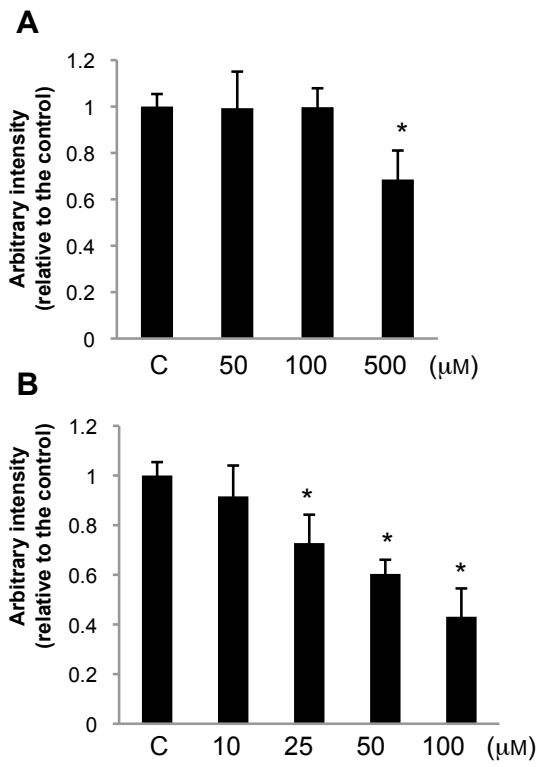 A
Arbitrary intensity
(relative to the control)
1.2
1
0.8
0.6
0.4
0.2
0
*
C 50 100 500 (μM)
B
Arbitrary intensity
(relative to the control)
1.2
1
0.8
0.6
0.4
0.2
0
* * *
C 10 25 50 100 (μM)